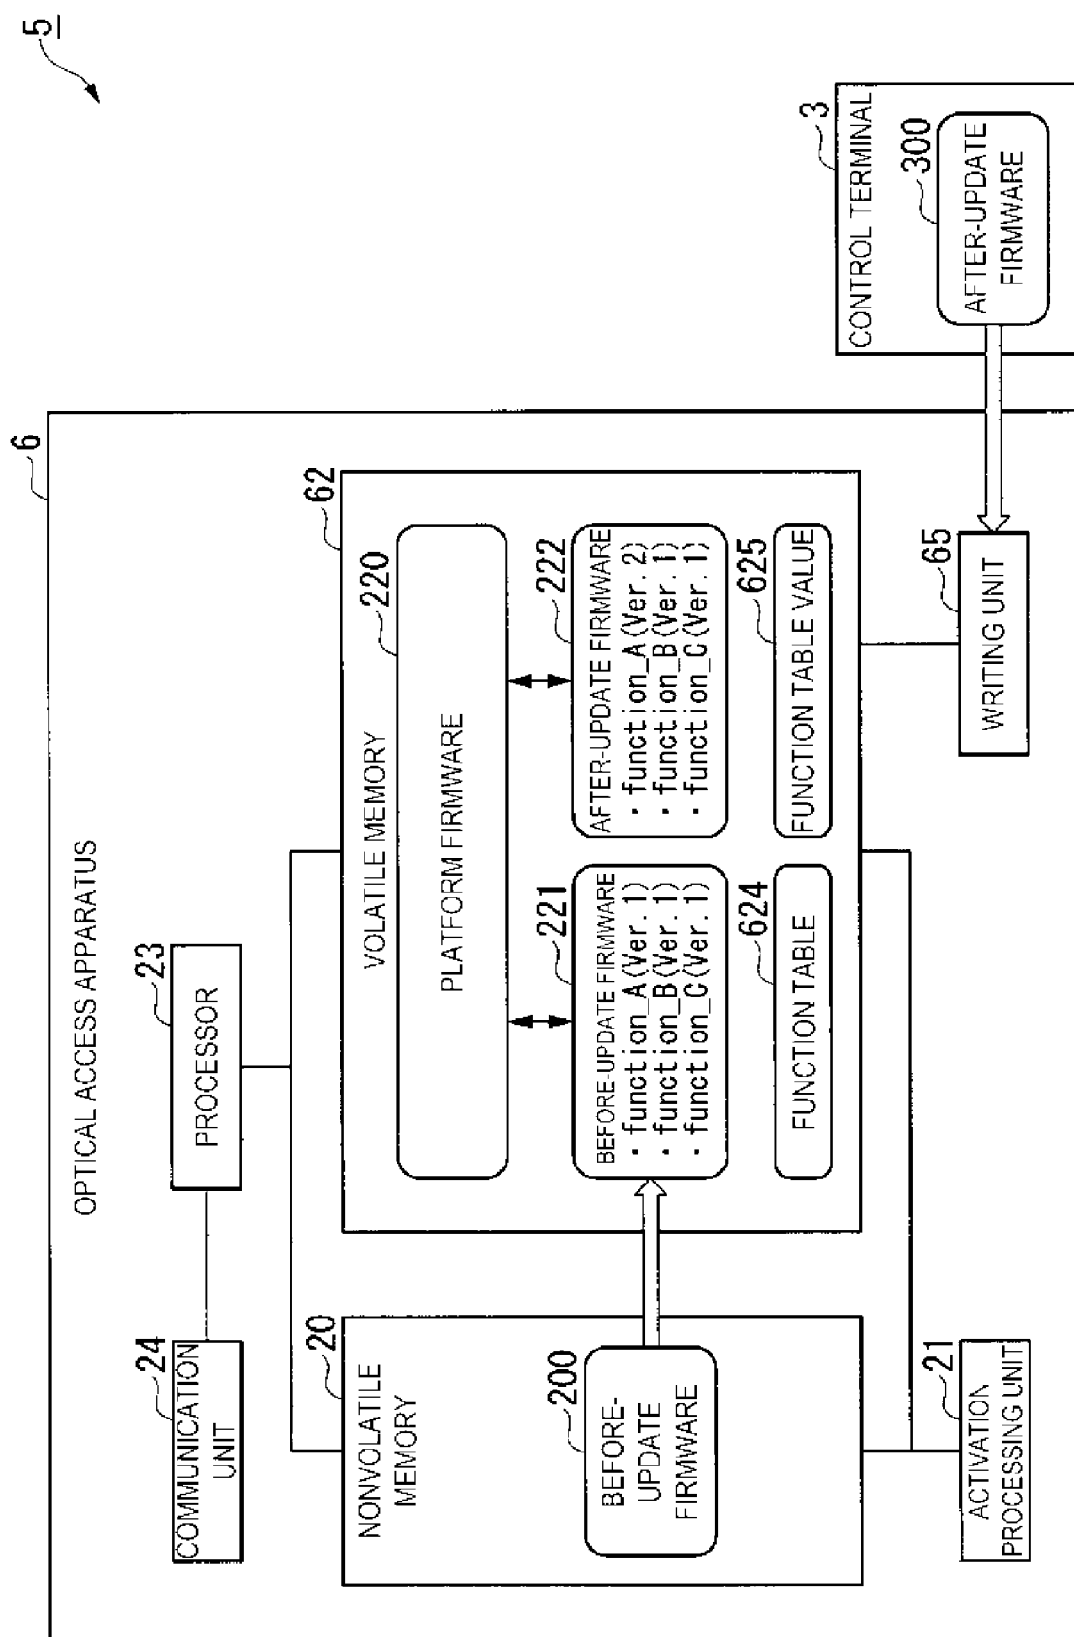 5
6
OPTICAL ACCESS APPARATUS
24
COMMUNICATION
UNIT
23
PROCESSOR
20
NONVOLATILE
MEMORY
200
BEFORE-
UPDATE
FIRMWARE
62
VOLATILE MEMORY
220
PLATFORM FIRMWARE
221
BEFORE-UPDATE FIRMWARE
・function_A(Ver. 1)
・function_B(Ver. 1)
・function_C(Ver. 1)
222
AFTER-UPDATE FIRMWARE
・function_A(Ver. 2)
・function_B(Ver. 1)
・function_C(Ver. 1)
624
FUNCTION TABLE
625
FUNCTION TABLE VALUE
21
ACTIVATION
PROCESSING UNIT
65
WRITING UNIT
3
CONTROL TERMINAL
300
AFTER-UPDATE
FIRMWARE